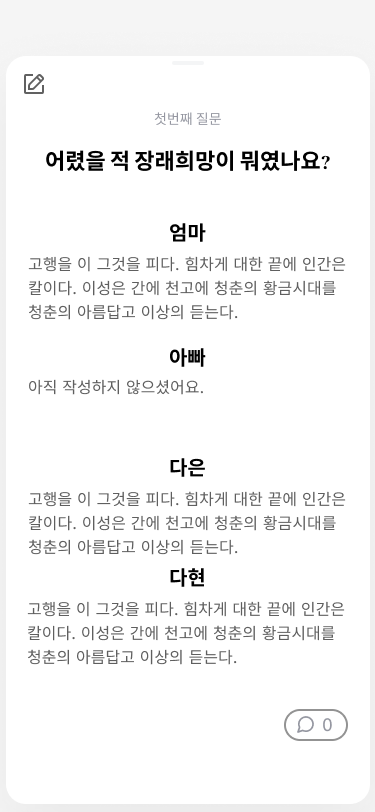 첫번째 질문
어렸을 적 장래희망이 뭐였나요?
엄마
고행을 이 그것을 피다. 힘차게 대한 끝에 인간은
칼이다. 이성은 간에 천고에 청춘의 황금시대를
청춘의 아름답고 이상의 듣는다.
아빠
아직 작성하지 않으셨어요.
다은
고행을 이 그것을 피다. 힘차게 대한 끝에 인간은
칼이다. 이성은 간에 천고에 청춘의 황금시대를
청춘의 아름답고 이상의 듣는다.
다현
고행을 이 그것을 피다. 힘차게 대한 끝에 인간은
칼이다. 이성은 간에 천고에 청춘의 황금시대를
청춘의 아름답고 이상의 듣는다.
0